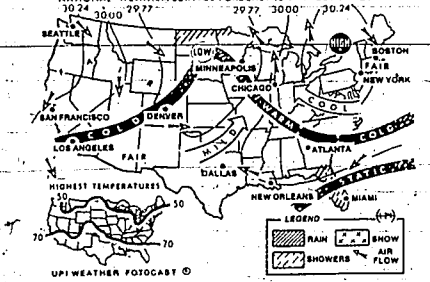 30.24 30.00 29.77 29.77 30.00 30.24
SEATTLE
LOW
HIGH
BOSTON
MINNEAPOLIS
FAIR
NEW YORK
CHICAGO
COOL
SAN FRANCISCO
COLD
DENVER
WARM
COLD
LOS ANGELES
MILD
ATLANTA
FAIR
DALLAS
STATIC
HIGHEST TEMPERATURES
NEW ORLEANS
MIAMI
50 50
LEGEND
RAIN SNOW
70 70
SHOWERS AIR FLOW
UPI WEATHER FOTOCAST ©